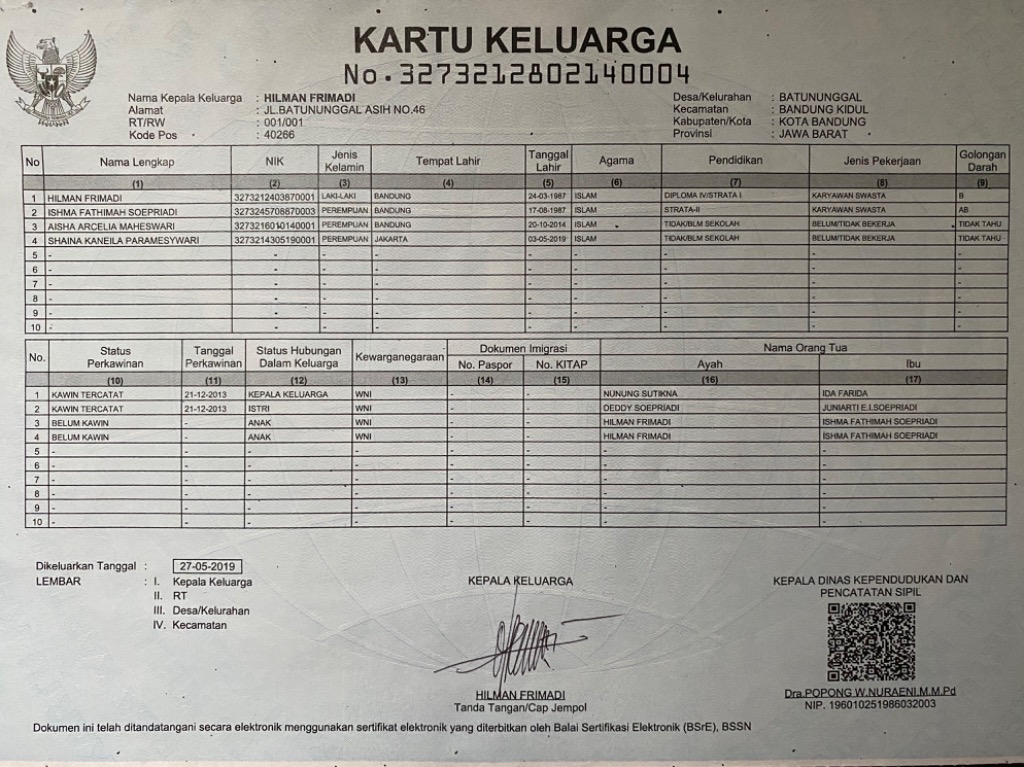 KARTU KELUARGA
No. 3273212802140004
Nama Kepala Keluarga : HILMAN FRIMADI
Alamat : JL.BATUNUNGGAL ASIH NO.46
RT/RW : 001/001
Kode Pos : 40266
Desa/Kelurahan : BATUNUNGGAL
Kecamatan : BANDUNG KIDUL
Kabupaten/Kota : KOTA BANDUNG
Provinsi : JAWA BARAT
No Nama Lengkap NIK Jenis Kelamin Tempat Lahir Tanggal Lahir Agama Pendidikan Jenis Pekerjaan Golongan Darah
(1) (2) (3) (4) (5) (6) (7) (8) (9)
1 HILMAN FRIMADI 3273212403870001 LAKI-LAKI BANDUNG 24-03-1987 ISLAM DIPLOMA IV/STRATA I KARYAWAN SWASTA B
2 ISHMA FATHIMAH SOEPRIADI 3273245708870003 PEREMPUAN BANDUNG 17-08-1987 ISLAM STRATA-II KARYAWAN SWASTA AB
3 AISHA ARCELIA MAHESWARI 3273216010140001 PEREMPUAN BANDUNG 20-10-2014 ISLAM TIDAK/BLM SEKOLAH BELUM/TIDAK BEKERJA TIDAK TAHU
4 SHAINA KANEILA PARAMESYWARI 3273214305190001 PEREMPUAN JAKARTA 03-05-2019 ISLAM TIDAK/BLM SEKOLAH BELUM/TIDAK BEKERJA TIDAK TAHU
5 - - - - - - - - -
6 - - - - - - - - -
7 - - - - - - - - -
8 - - - - - - - - -
9 - - - - - - - - -
10 - - - - - - - - -
No. Status Perkawinan Tanggal Perkawinan Status Hubungan Dalam Keluarga Kewarganegaraan Dokumen Imigrasi Nama Orang Tua
No. Paspor No. KITAP Ayah Ibu
(10) (11) (12) (13) (14) (15) (16) (17)
1 KAWIN TERCATAT 21-12-2013 KEPALA KELUARGA WNI - - NUNUNG SUTIKNA IDA FARIDA
2 KAWIN TERCATAT 21-12-2013 ISTRI WNI - - DEDDY SOEPRIADI JUNIARTI E.I.SOEPRIADI
3 BELUM KAWIN - ANAK WNI - - HILMAN FRIMADI ISHMA FATHIMAH SOEPRIADI
4 BELUM KAWIN - ANAK WNI - - HILMAN FRIMADI ISHMA FATHIMAH SOEPRIADI
5 - - - - - - - -
6 - - - - - - - -
7 - - - - - - - -
8 - - - - - - - -
9 - - - - - - - -
10 - - - - - - - -
Dikeluarkan Tanggal : 27-05-2019
LEMBAR : I. Kepala Keluarga
II. RT
III. Desa/Kelurahan
IV. Kecamatan
KEPALA KELUARGA
HILMAN FRIMADI
Tanda Tangan/Cap Jempol
KEPALA DINAS KEPENDUDUKAN DAN
PENCATATAN SIPIL
Dra.POPONG W.NURAENI,M.M.Pd
NIP. 196010251986032003
Dokumen ini telah ditandatangani secara elektronik menggunakan sertifikat elektronik yang diterbitkan oleh Balai Sertifikasi Elektronik (BSrE), BSSN